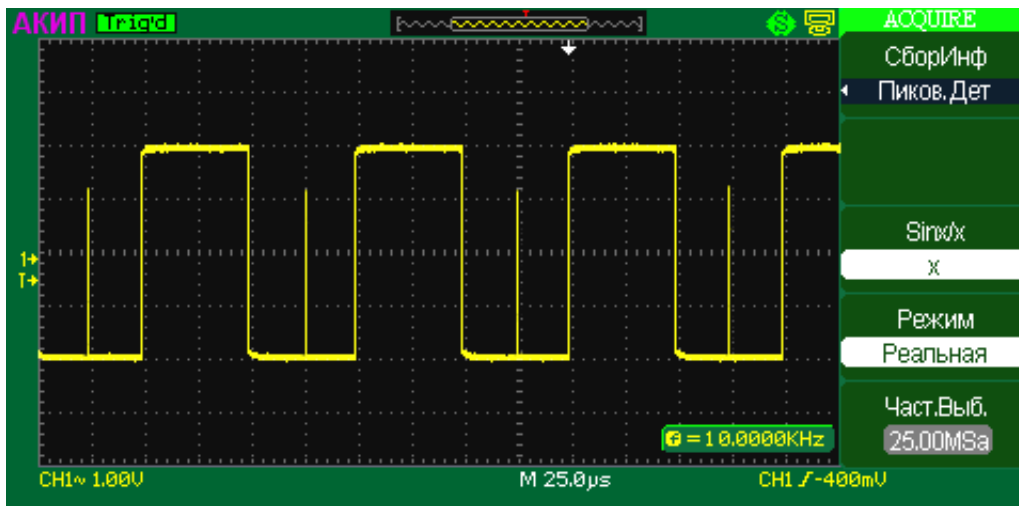 АКИП Trig'd ACQUIRE
СборИнф
Пиков.Дет
Sinx/x
x
Режим
Реальная
Част.Выб.
25.00MSa
1
T
f=10.0000KHz
CH1~ 1.00V M 25.0µs CH1 -400mV